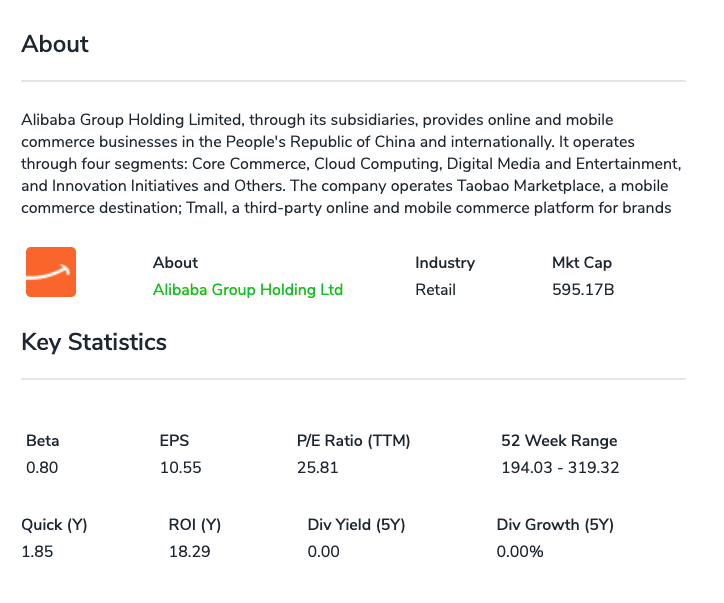 About
Alibaba Group Holding Limited, through its subsidiaries, provides online and mobile
commerce businesses in the People's Republic of China and internationally. It operates
through four segments: Core Commerce, Cloud Computing, Digital Media and Entertainment,
and Innovation Initiatives and Others. The company operates Taobao Marketplace, a mobile
commerce destination; Tmall, a third-party online and mobile commerce platform for brands
About Industry Mkt Cap
Alibaba Group Holding Ltd Retail 595.17B
Key Statistics
Beta EPS P/E Ratio (TTM) 52 Week Range
0.80 10.55 25.81 194.03 - 319.32
Quick (Y) ROI (Y) Div Yield (5Y) Div Growth (5Y)
1.85 18.29 0.00 0.00%